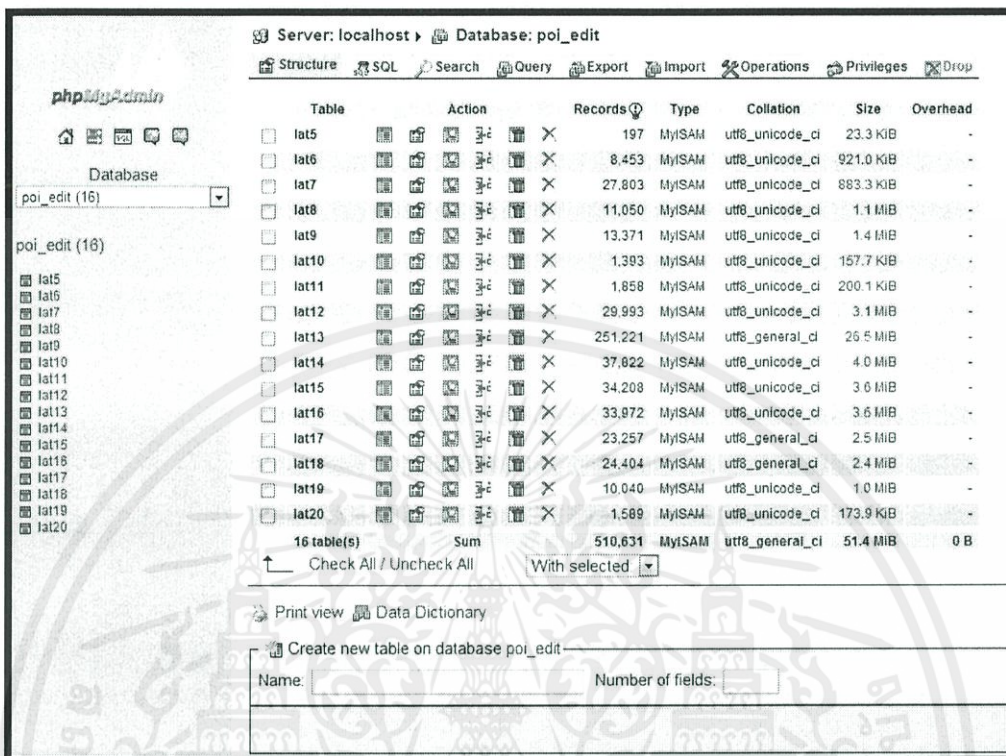 Server: localhost ▸ Database: poi_edit
Structure SQL Search Query Export Import Operations Privileges Drop
phpMyAdmin
Database
poi_edit (16)
poi_edit (16)
lat5
lat6
lat7
lat8
lat9
lat10
lat11
lat12
lat13
lat14
lat15
lat16
lat17
lat18
lat19
lat20
Table Action Records Type Collation Size Overhead
lat5 197 MyISAM utf8_unicode_ci 23.3 KiB -
lat6 8,453 MyISAM utf8_unicode_ci 921.0 KiB -
lat7 27,803 MyISAM utf8_unicode_ci 883.3 KiB -
lat8 11,050 MyISAM utf8_unicode_ci 1.1 MiB -
lat9 13,371 MyISAM utf8_unicode_ci 1.4 MiB -
lat10 1,393 MyISAM utf8_unicode_ci 157.7 KiB -
lat11 1,858 MyISAM utf8_unicode_ci 200.1 KiB -
lat12 29,993 MyISAM utf8_unicode_ci 3.1 MiB -
lat13 251,221 MyISAM utf8_general_ci 26.5 MiB -
lat14 37,822 MyISAM utf8_unicode_ci 4.0 MiB -
lat15 34,208 MyISAM utf8_unicode_ci 3.6 MiB -
lat16 33,972 MyISAM utf8_unicode_ci 3.6 MiB -
lat17 23,257 MyISAM utf8_general_ci 2.5 MiB -
lat18 24,404 MyISAM utf8_general_ci 2.4 MiB -
lat19 10,040 MyISAM utf8_unicode_ci 1.0 MiB -
lat20 1,589 MyISAM utf8_unicode_ci 173.9 KiB -
16 table(s) Sum 510,631 MyISAM utf8_general_ci 51.4 MiB 0 B
Check All / Uncheck All With selected
Print view Data Dictionary
Create new table on database poi_edit
Name: Number of fields: